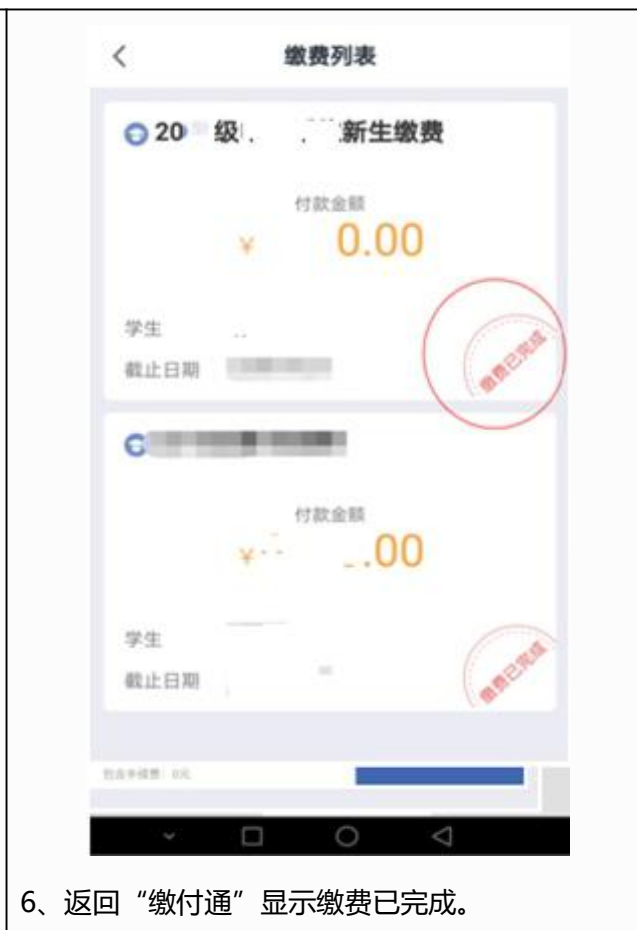 缴费列表
20 级 新生缴费
付款金额
¥ 0.00
学生
截止日期
缴费已完成
付款金额
¥ .00
学生
截止日期
缴费已完成
6、返回“缴付通”显示缴费已完成。